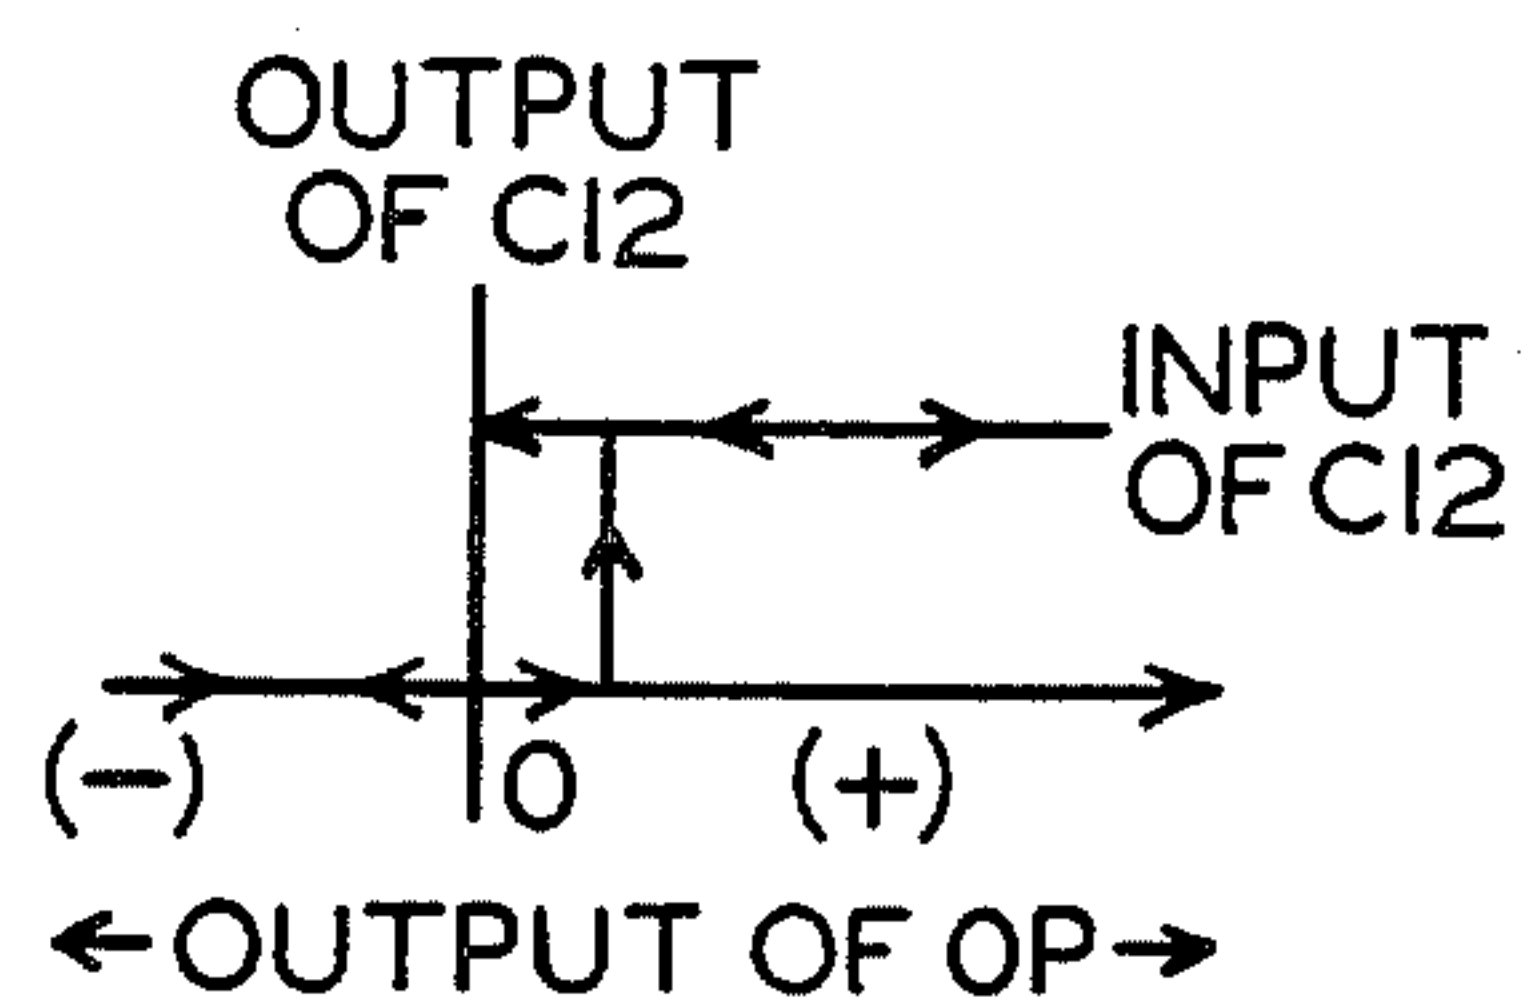 OUTPUT
OF C12
INPUT
OF C12
(-) 0 (+)
←OUTPUT OF OP→